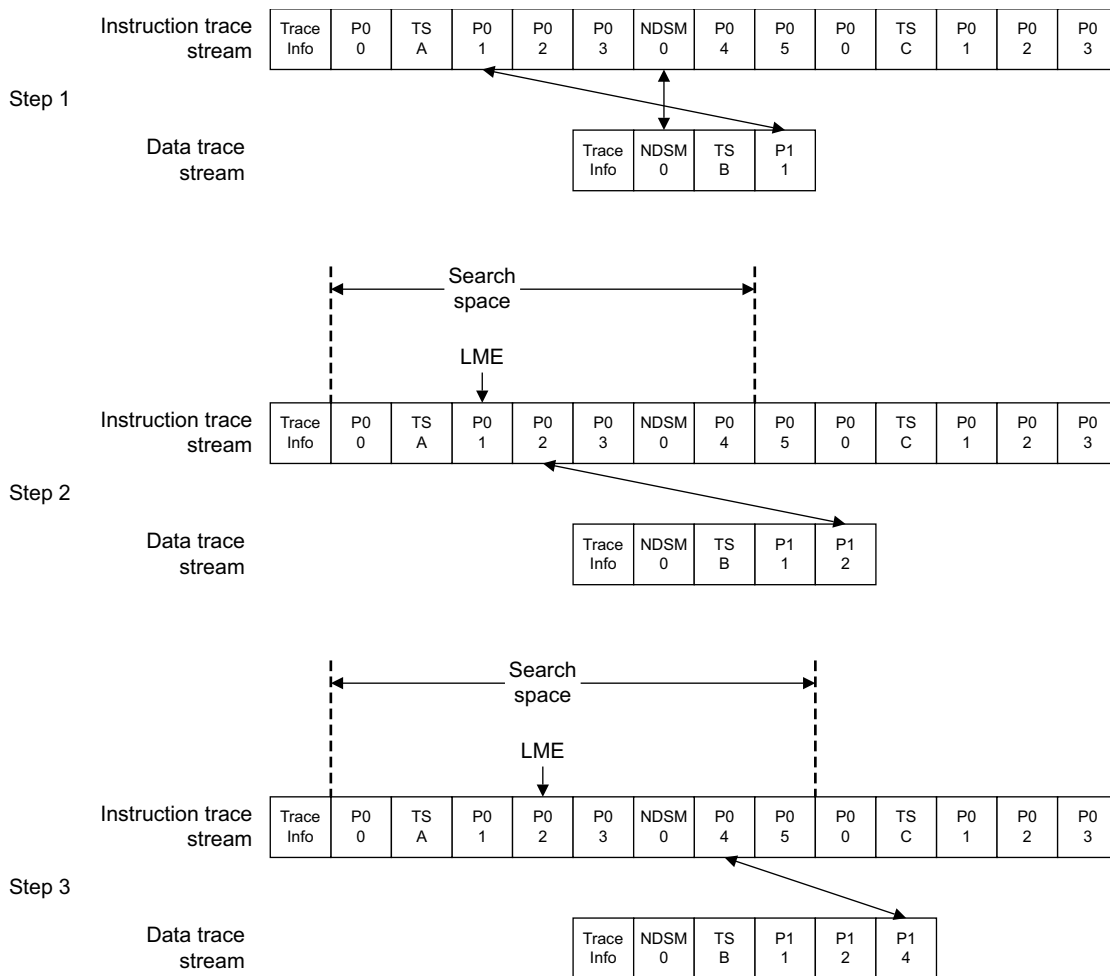 Instruction trace stream
Trace Info P0 0 TS A P0 1 P0 2 P0 3 NDSM 0 P0 4 P0 5 P0 0 TS C P0 1 P0 2 P0 3
Step 1
Data trace stream
Trace Info NDSM 0 TS B P1 1
Search space
LME
Instruction trace stream
Trace Info P0 0 TS A P0 1 P0 2 P0 3 NDSM 0 P0 4 P0 5 P0 0 TS C P0 1 P0 2 P0 3
Step 2
Data trace stream
Trace Info NDSM 0 TS B P1 1 P1 2
Search space
LME
Instruction trace stream
Trace Info P0 0 TS A P0 1 P0 2 P0 3 NDSM 0 P0 4 P0 5 P0 0 TS C P0 1 P0 2 P0 3
Step 3
Data trace stream
Trace Info NDSM 0 TS B P1 1 P1 2 P1 4